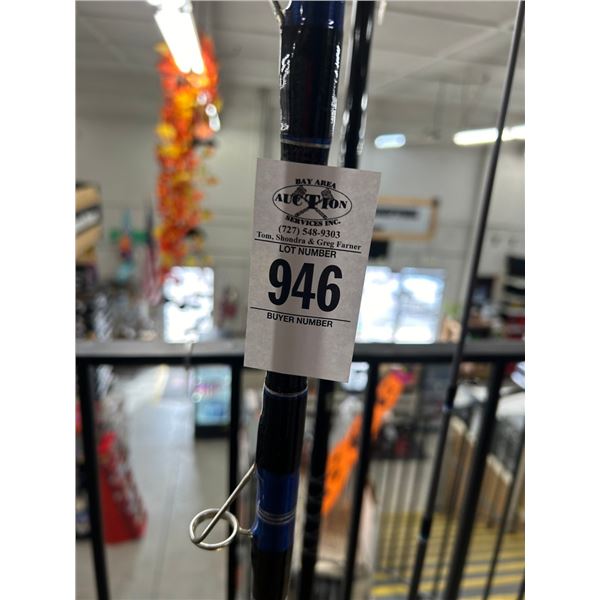 BAY AREA
AUCTION
SERVICES INC.
(727) 548-9303
Tom, Shondra & Greg Farner
LOT NUMBER
946
BUYER NUMBER